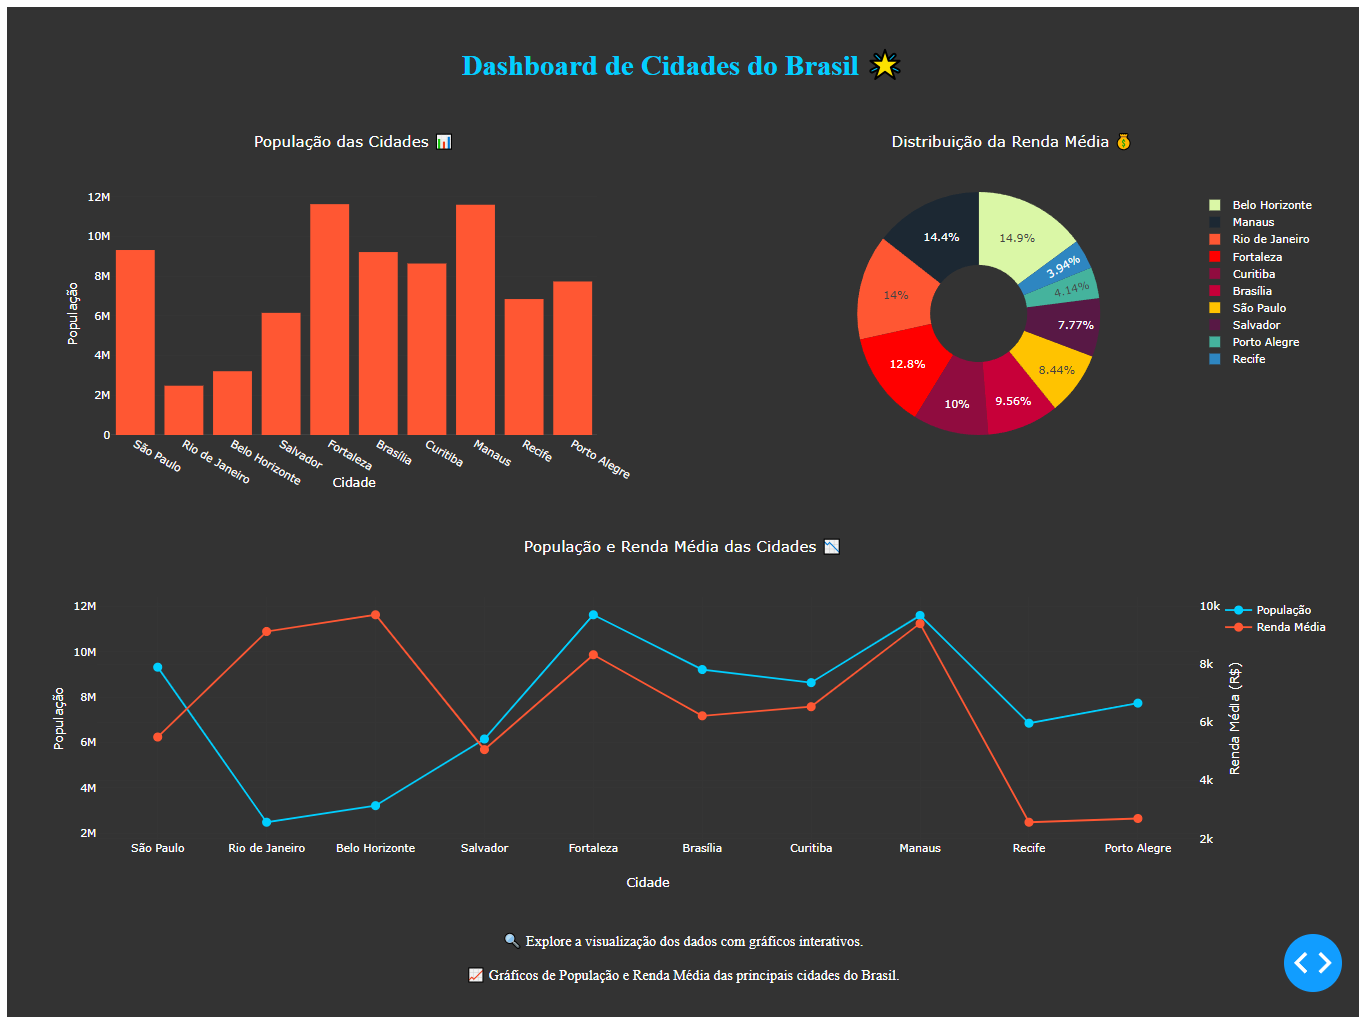 Dashboard de Cidades do Brasil 🌟
População das Cidades 📊
População
12M
10M
8M
6M
4M
2M
0
São Paulo
Rio de Janeiro
Belo Horizonte
Salvador
Fortaleza
Brasília
Curitiba
Manaus
Recife
Porto Alegre
Cidade
Distribuição da Renda Média 💰
14.9%
3.94%
4.14%
7.77%
8.44%
9.56%
10%
12.8%
14%
14.4%
Belo Horizonte
Manaus
Rio de Janeiro
Fortaleza
Curitiba
Brasília
São Paulo
Salvador
Porto Alegre
Recife
População e Renda Média das Cidades 📉
População
12M
10M
8M
6M
4M
2M
São Paulo
Rio de Janeiro
Belo Horizonte
Salvador
Fortaleza
Brasília
Curitiba
Manaus
Recife
Porto Alegre
Cidade
10k
8k
6k
4k
2k
Renda Média (R$)
População
Renda Média
🔍 Explore a visualização dos dados com gráficos interativos.
📈 Gráficos de População e Renda Média das principais cidades do Brasil.